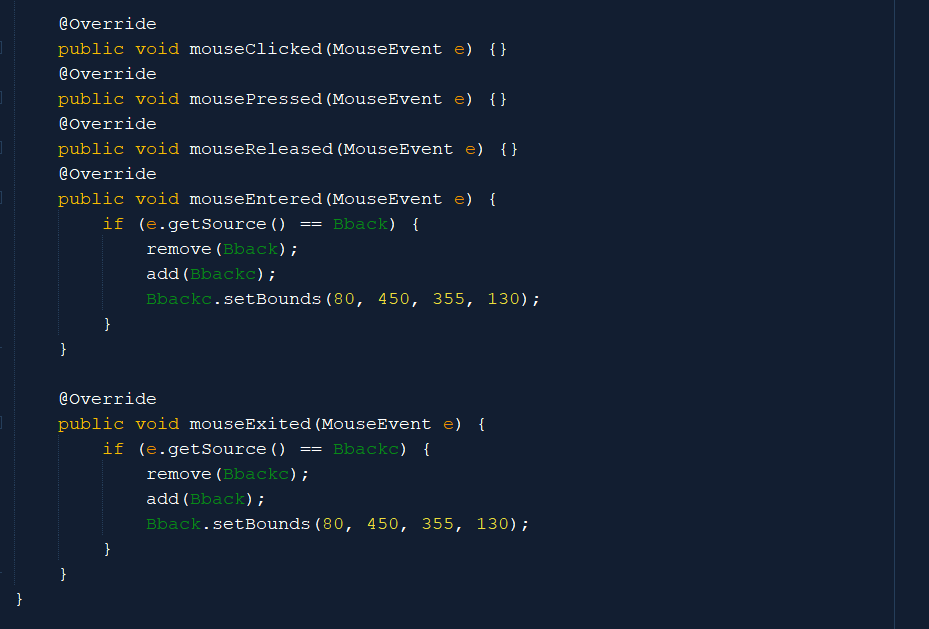 @Override
public void mouseClicked(MouseEvent e) {}
@Override
public void mousePressed(MouseEvent e) {}
@Override
public void mouseReleased(MouseEvent e) {}
@Override
public void mouseEntered(MouseEvent e) {
if (e.getSource() == Bback) {
remove(Bback);
add(Bbackc);
Bbackc.setBounds(80, 450, 355, 130);
}
}
@Override
public void mouseExited(MouseEvent e) {
if (e.getSource() == Bbackc) {
remove(Bbackc);
add(Bback);
Bback.setBounds(80, 450, 355, 130);
}
}
}